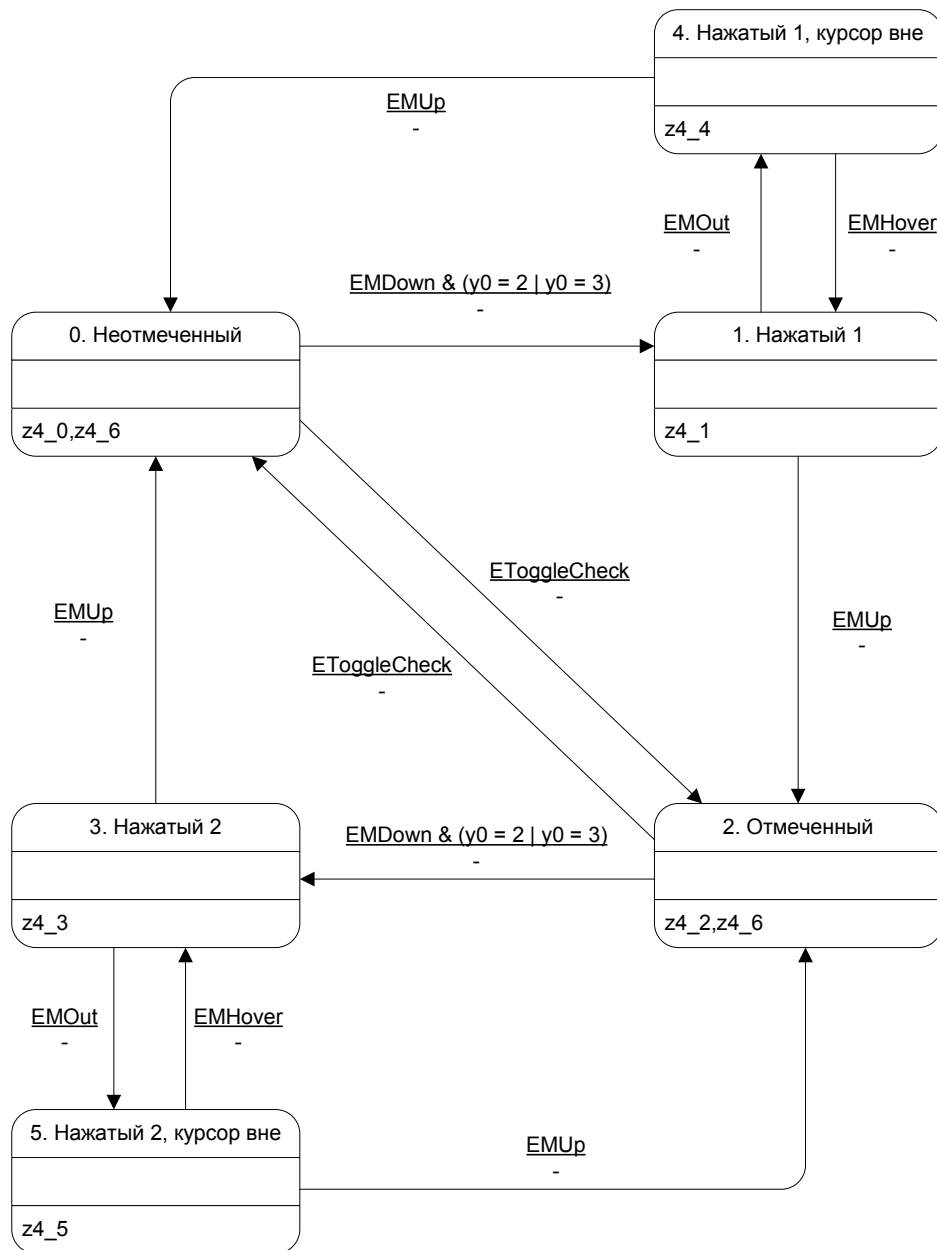 4. Нажатый 1, курсор вне
z4_4
EMUp
-
EMOut
-
EMHover
-
EMDown & (y0 = 2 | y0 = 3)
-
0. Неотмеченный
z4_0,z4_6
1. Нажатый 1
z4_1
EToggleCheck
-
EMUp
-
EMUp
-
EToggleCheck
-
3. Нажатый 2
z4_3
EMDown & (y0 = 2 | y0 = 3)
-
2. Отмеченный
z4_2,z4_6
EMOut
-
EMHover
-
5. Нажатый 2, курсор вне
z4_5
EMUp
-